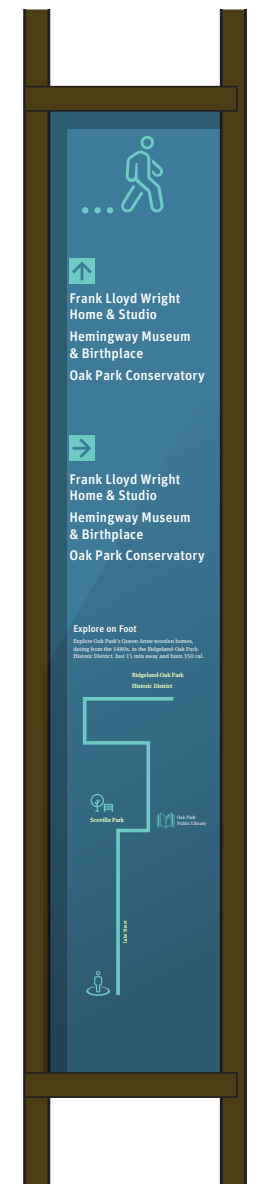 Frank Lloyd Wright
Home & Studio
Hemingway Museum
& Birthplace
Oak Park Conservatory
Frank Lloyd Wright
Home & Studio
Hemingway Museum
& Birthplace
Oak Park Conservatory
Explore on Foot
Explore Oak Park's Queen Anne wooden homes,
dating from the 1880s, in the Ridgeland-Oak Park
Historic District. Just 15 min away and burn 350 cal.
Ridgeland-Oak Park
Historic District
Scoville Park
Oak Park
Public Library
Lake Street